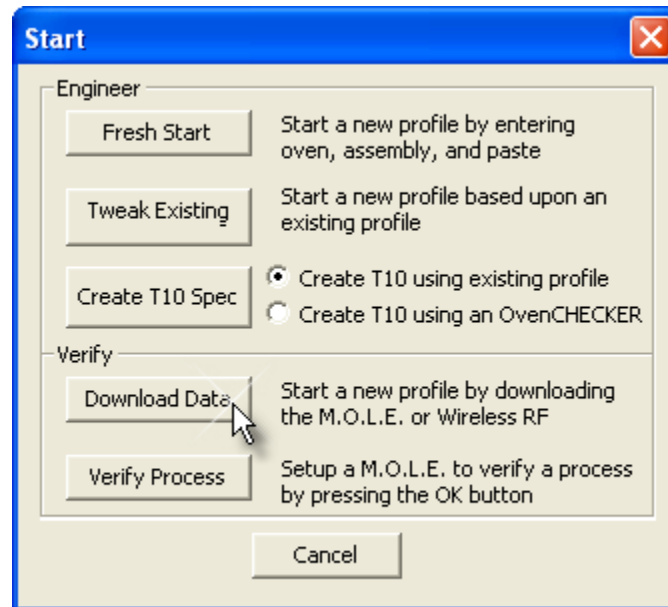 Start
Engineer
Fresh Start
Start a new profile by entering
oven, assembly, and paste
Tweak Existing
Start a new profile based upon an
existing profile
Create T10 Spec
Create T10 using existing profile
Create T10 using an OvenCHECKER
Verify
Download Data
Start a new profile by downloading
the M.O.L.E. or Wireless RF
Verify Process
Setup a M.O.L.E. to verify a process
by pressing the OK button
Cancel